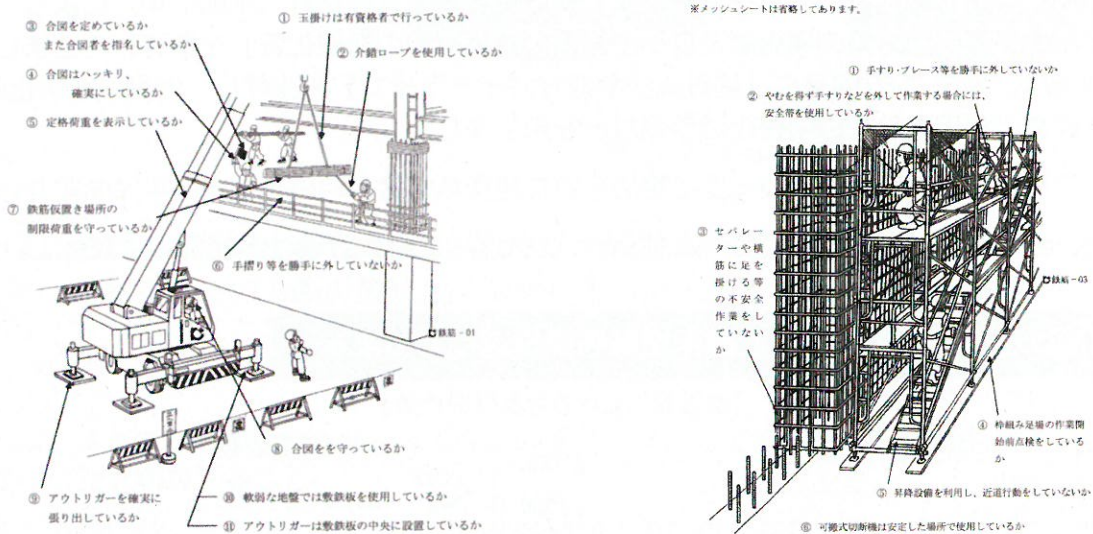 ① 玉掛けは有資格者で行っているか
② 介錯ロープを使用しているか
③ 合図を定めているか
また合図者を指名しているか
④ 合図はハッキリ、
確実にしているか
⑤ 定格荷重を表示しているか
⑦ 鉄筋仮置き場所の
制限荷重を守っているか
⑥ 手摺り等を勝手に外していないか
鉄筋-01
⑧ 合図をを守っているか
⑨ アウトリガーを確実に
張り出しているか
⑩ 軟弱な地盤では敷鉄板を使用しているか
⑪ アウトリガーは敷鉄板の中央に設置しているか
※メッシュシートは省略してあります。
① 手すり・ブレース等を勝手に外していないか
② やむを得ず手すりなどを外して作業する場合には、
安全帯を使用しているか
③ セパレー
ターや横
筋に足を
掛ける等
の不安全
作業をし
ていない
か
鉄筋-03
④ 枠組み足場の作業開
始前点検をしている
か
⑤ 昇降設備を利用し、近道行動をしていないか
⑥ 可搬式切断機は安定した場所で使用しているか